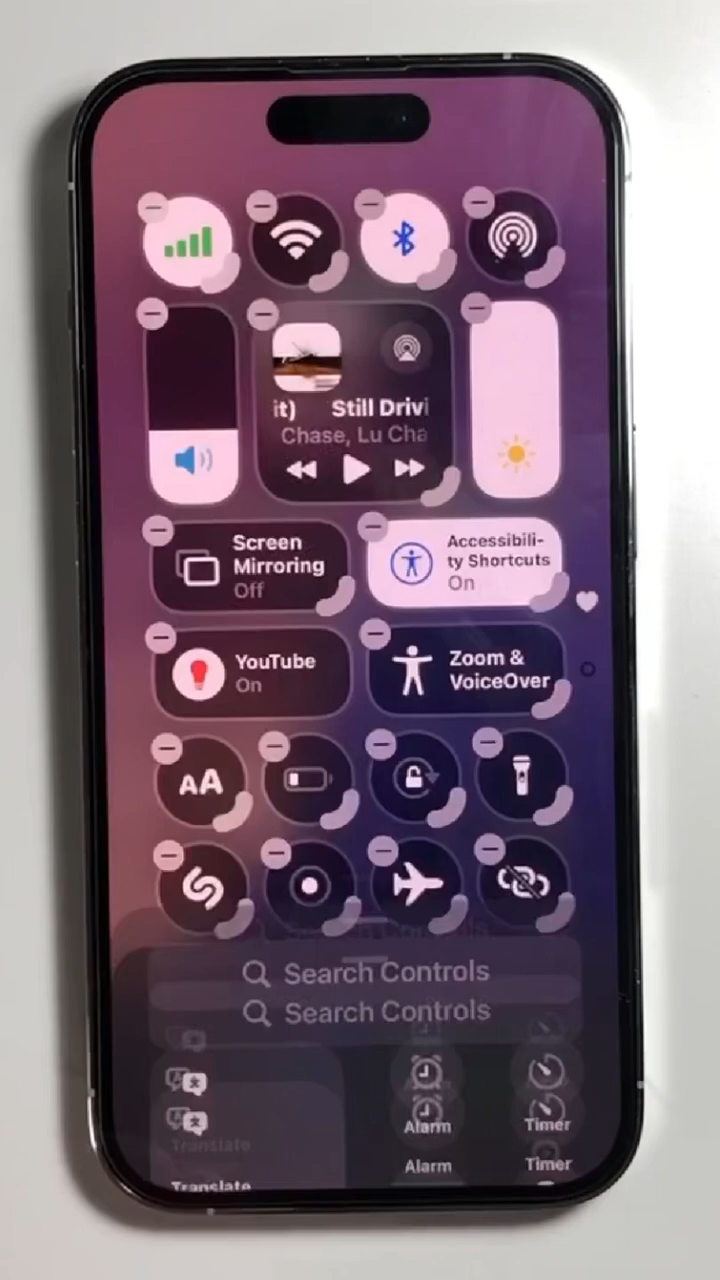 it) Still Drivi
Chase, Lu Cha
Screen
Mirroring
Off
Accessibili-
ty Shortcuts
On
YouTube
On
Zoom &
VoiceOver
AA
Search Controls
Search Controls
Alarm
Timer
Translate
Alarm
Timer
Translate